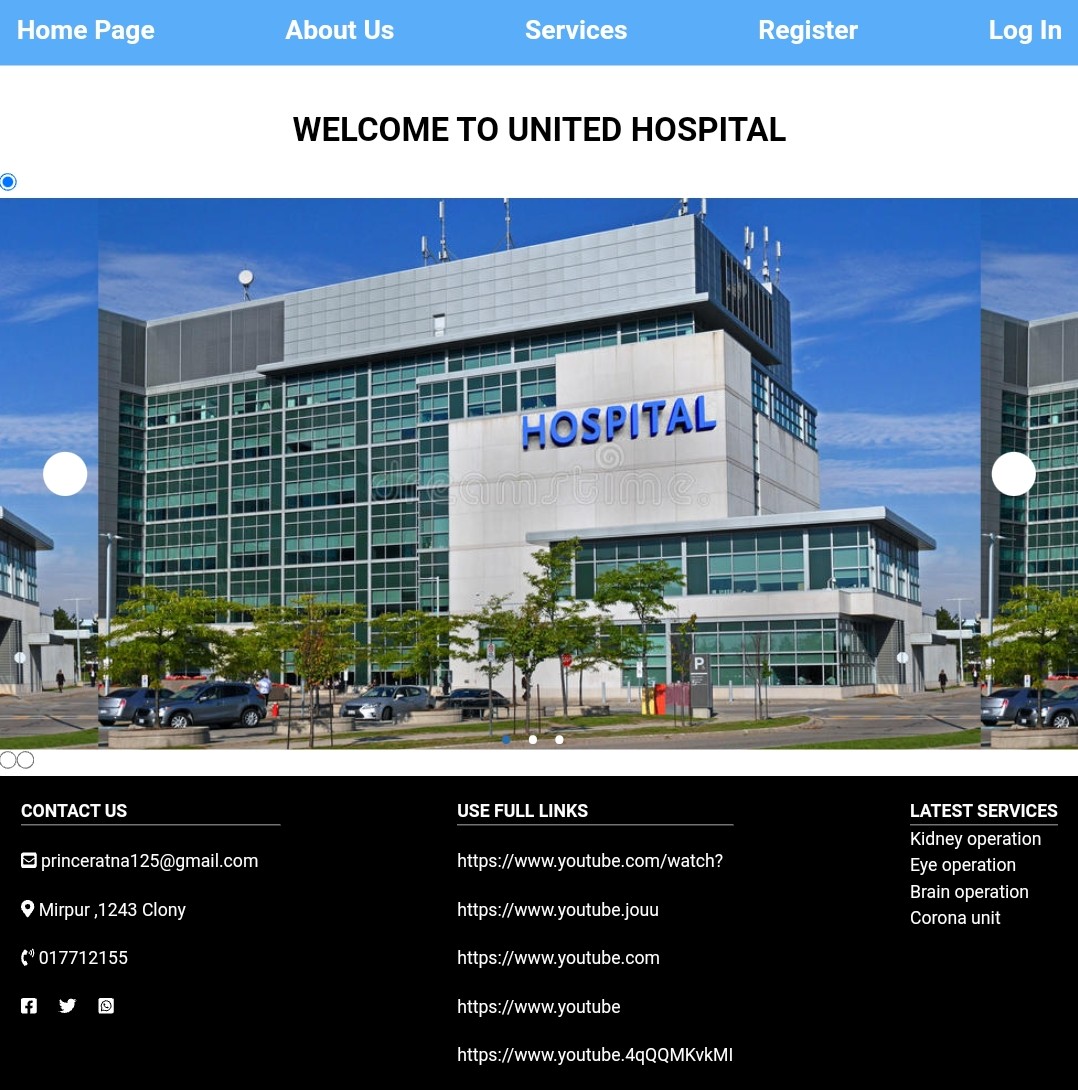 Home Page About Us Services Register Log In
WELCOME TO UNITED HOSPITAL
HOSPITAL
dreamstime.
P
CONTACT US
princeratna125@gmail.com
Mirpur ,1243 Clony
017712155
USE FULL LINKS
https://www.youtube.com/watch?
https://www.youtube.jouu
https://www.youtube.com
https://www.youtube
https://www.youtube.4qQQMKvkMI
LATEST SERVICES
Kidney operation
Eye operation
Brain operation
Corona unit